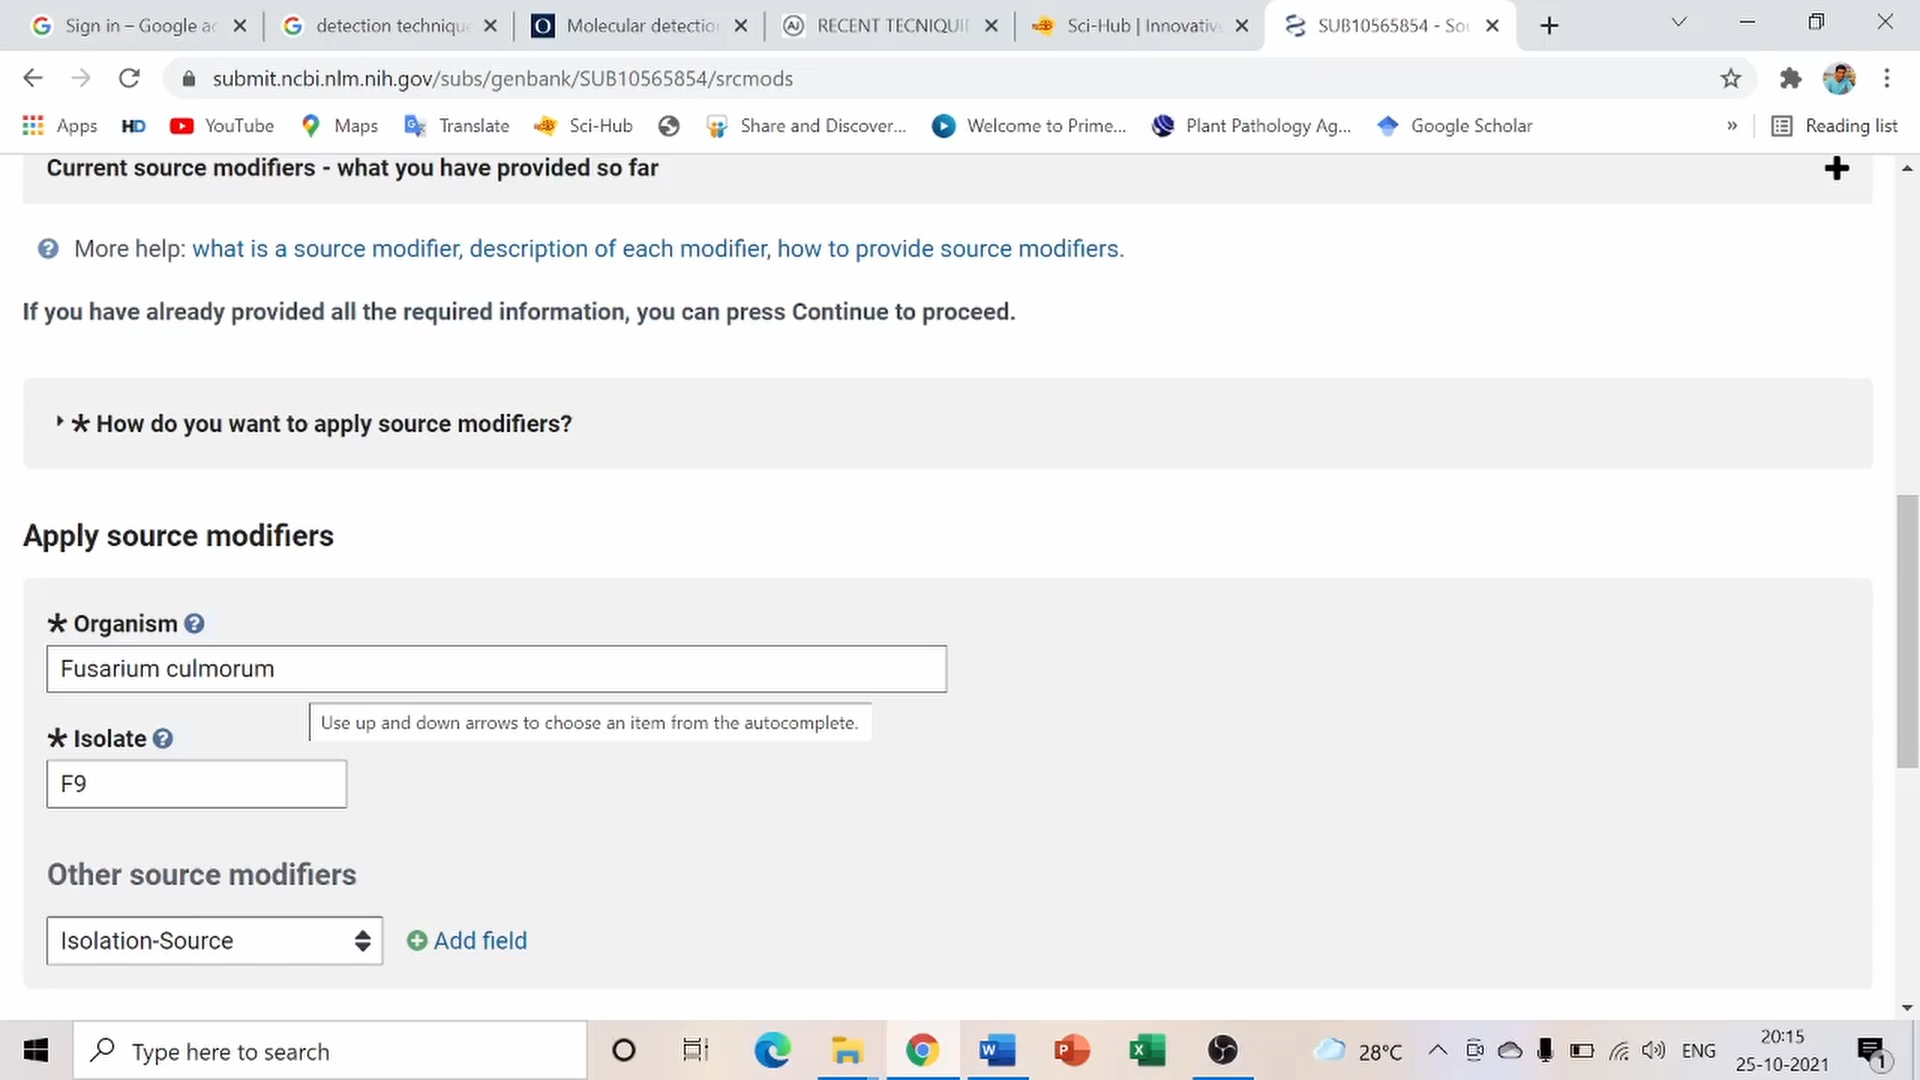 Sign in – Google ac
detection technique
Molecular detection
RECENT TECNIQUI
Sci-Hub | Innovativ
SUB10565854 - Sou
submit.ncbi.nlm.nih.gov/subs/genbank/SUB10565854/srcmods
Apps
HD
YouTube
Maps
Translate
Sci-Hub
Share and Discover...
Welcome to Prime...
Plant Pathology Ag...
Google Scholar
»
Reading list
Current source modifiers - what you have provided so far
More help: what is a source modifier, description of each modifier, how to provide source modifiers.
If you have already provided all the required information, you can press Continue to proceed.
* How do you want to apply source modifiers?
Apply source modifiers
* Organism
Fusarium culmorum
Use up and down arrows to choose an item from the autocomplete.
* Isolate
F9
Other source modifiers
Isolation-Source
Add field
Type here to search
28°C
ENG
20:15
25-10-2021
1